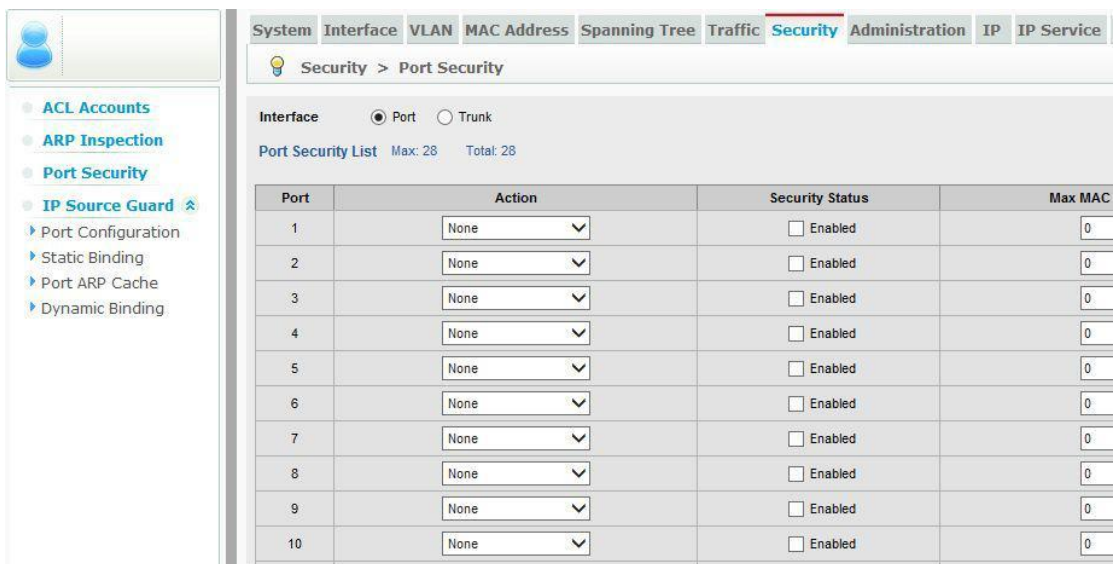 System Interface VLAN MAC Address Spanning Tree Traffic Security Administration IP IP Service
Security > Port Security
ACL Accounts
ARP Inspection
Port Security
IP Source Guard
Port Configuration
Static Binding
Port ARP Cache
Dynamic Binding
Interface Port Trunk
Port Security List Max: 28 Total: 28
Port Action Security Status Max MAC
1 None Enabled 0
2 None Enabled 0
3 None Enabled 0
4 None Enabled 0
5 None Enabled 0
6 None Enabled 0
7 None Enabled 0
8 None Enabled 0
9 None Enabled 0
10 None Enabled 0